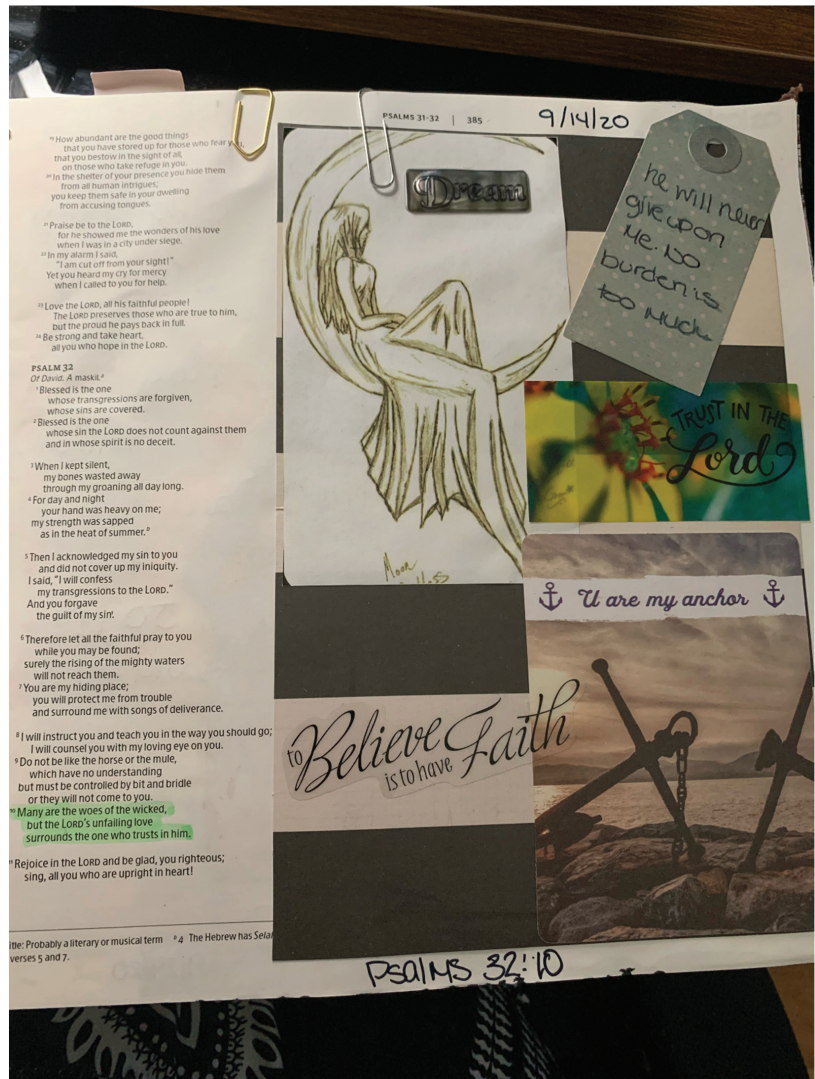 PSALMS 31-32 | 385
9/14/20
19 How abundant are the good things
that you have stored up for those who fear you,
that you bestow in the sight of all,
on those who take refuge in you.
20 In the shelter of your presence you hide them
from all human intrigues;
you keep them safe in your dwelling
from accusing tongues.
21 Praise be to the LORD,
for he showed me the wonders of his love
when I was in a city under siege.
22 In my alarm I said,
"I am cut off from your sight!"
Yet you heard my cry for mercy
when I called to you for help.
23 Love the LORD, all his faithful people!
The LORD preserves those who are true to him,
but the proud he pays back in full.
24 Be strong and take heart,
all you who hope in the LORD.
PSALM 32
Of David. A maskil.a
1 Blessed is the one
whose transgressions are forgiven,
whose sins are covered.
2 Blessed is the one
whose sin the LORD does not count against them
and in whose spirit is no deceit.
3 When I kept silent,
my bones wasted away
through my groaning all day long.
4 For day and night
your hand was heavy on me;
my strength was sapped
as in the heat of summer.b
5 Then I acknowledged my sin to you
and did not cover up my iniquity.
I said, "I will confess
my transgressions to the LORD."
And you forgave
the guilt of my sin.
6 Therefore let all the faithful pray to you
while you may be found;
surely the rising of the mighty waters
will not reach them.
7 You are my hiding place;
you will protect me from trouble
and surround me with songs of deliverance.
8 I will instruct you and teach you in the way you should go;
I will counsel you with my loving eye on you.
9 Do not be like the horse or the mule,
which have no understanding
but must be controlled by bit and bridle
or they will not come to you.
10 Many are the woes of the wicked,
but the LORD's unfailing love
surrounds the one who trusts in him.
11 Rejoice in the LORD and be glad, you righteous;
sing, all you who are upright in heart!
itle: Probably a literary or musical term b 4 The Hebrew has Selah
verses 5 and 7.
Dream
Moon
he will never
give upon
Me. No
burden is
too much
TRUST IN THE
Lord
U are my anchor
to Believe
is to have Faith
Psalms 32:10